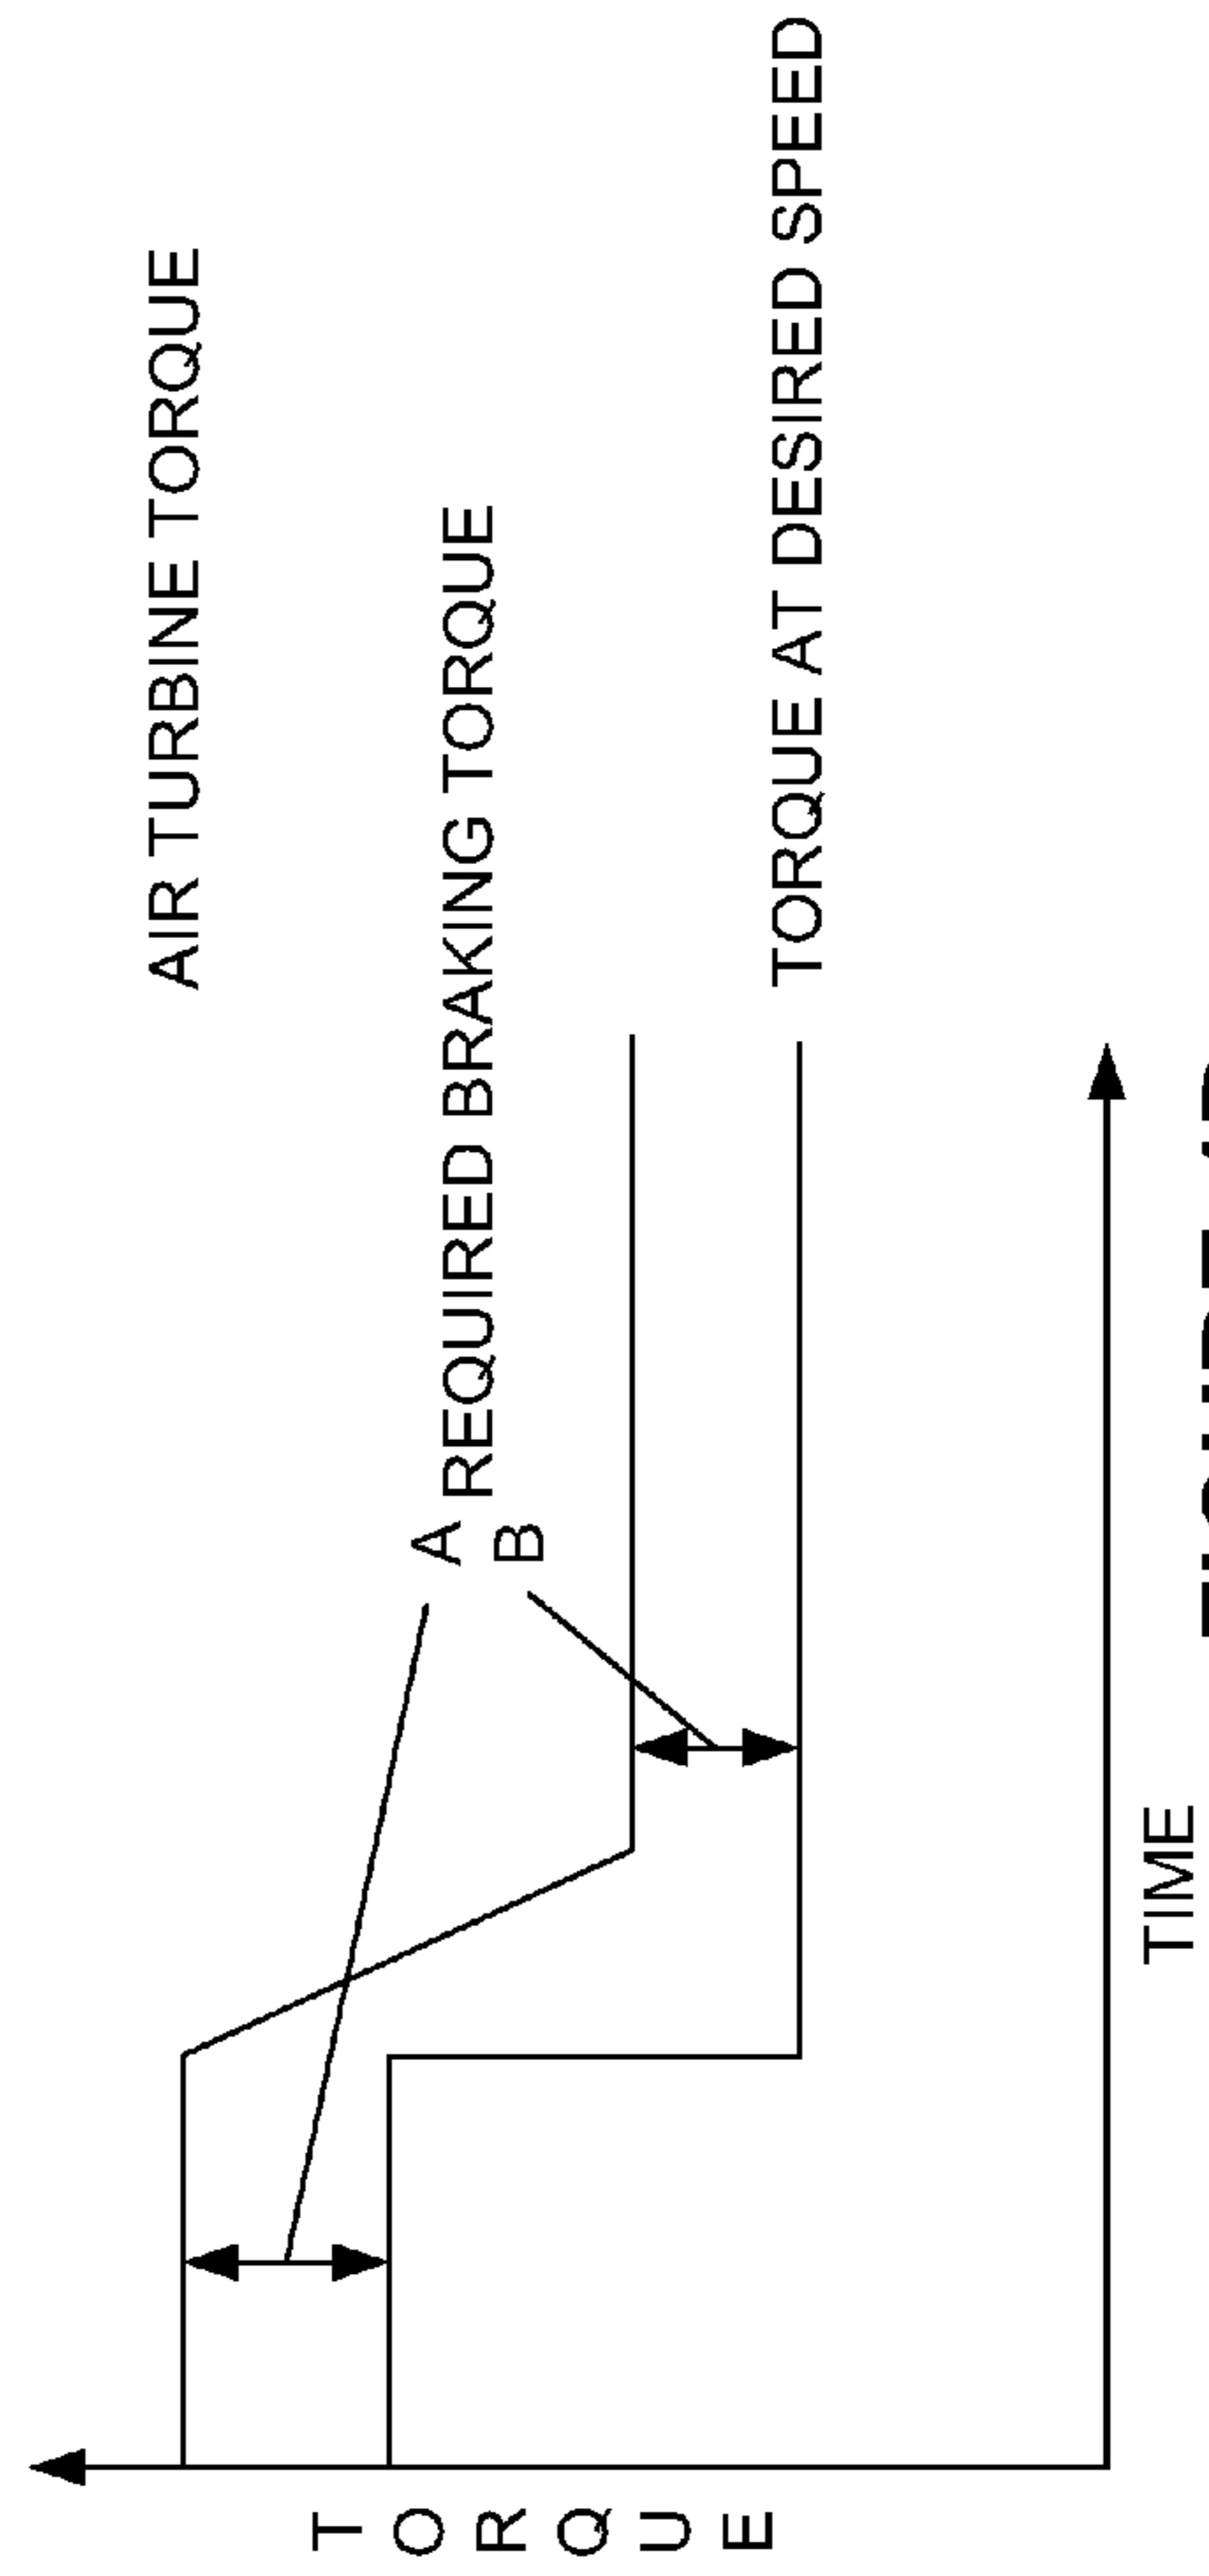 AIR TURBINE TORQUE
A
REQUIRED BRAKING TORQUE
B
TORQUE AT DESIRED SPEED
TORQUE
TIME